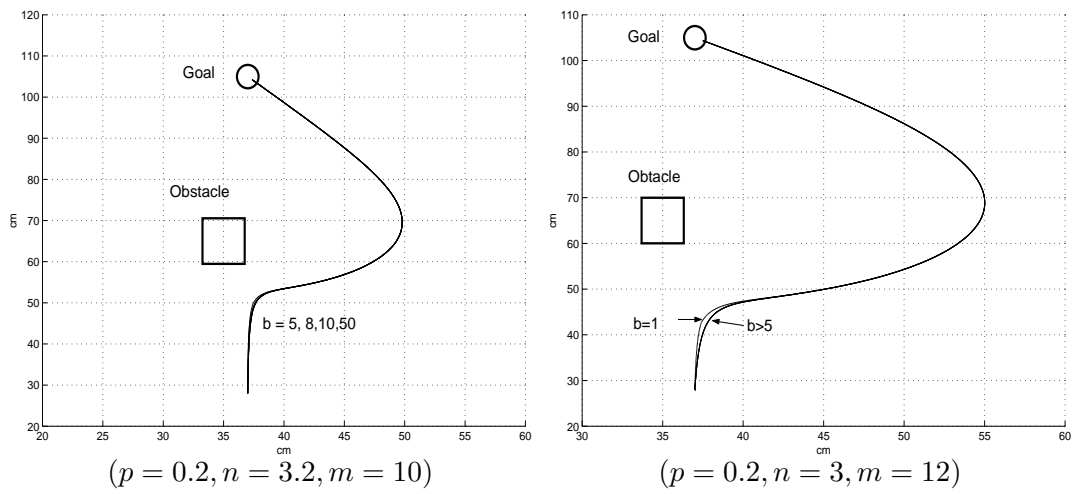 120
110
100
90
80
70
60
50
40
30
20
cm
Goal
Obstacle
b = 5, 8,10,50
20 25 30 35 40 45 50 55 60
cm
(p = 0.2, n = 3.2, m = 10)
110
100
90
80
70
60
50
40
30
20
cm
Goal
Obtacle
b=1
b>5
30 35 40 45 50 55 60
cm
(p = 0.2, n = 3, m = 12)